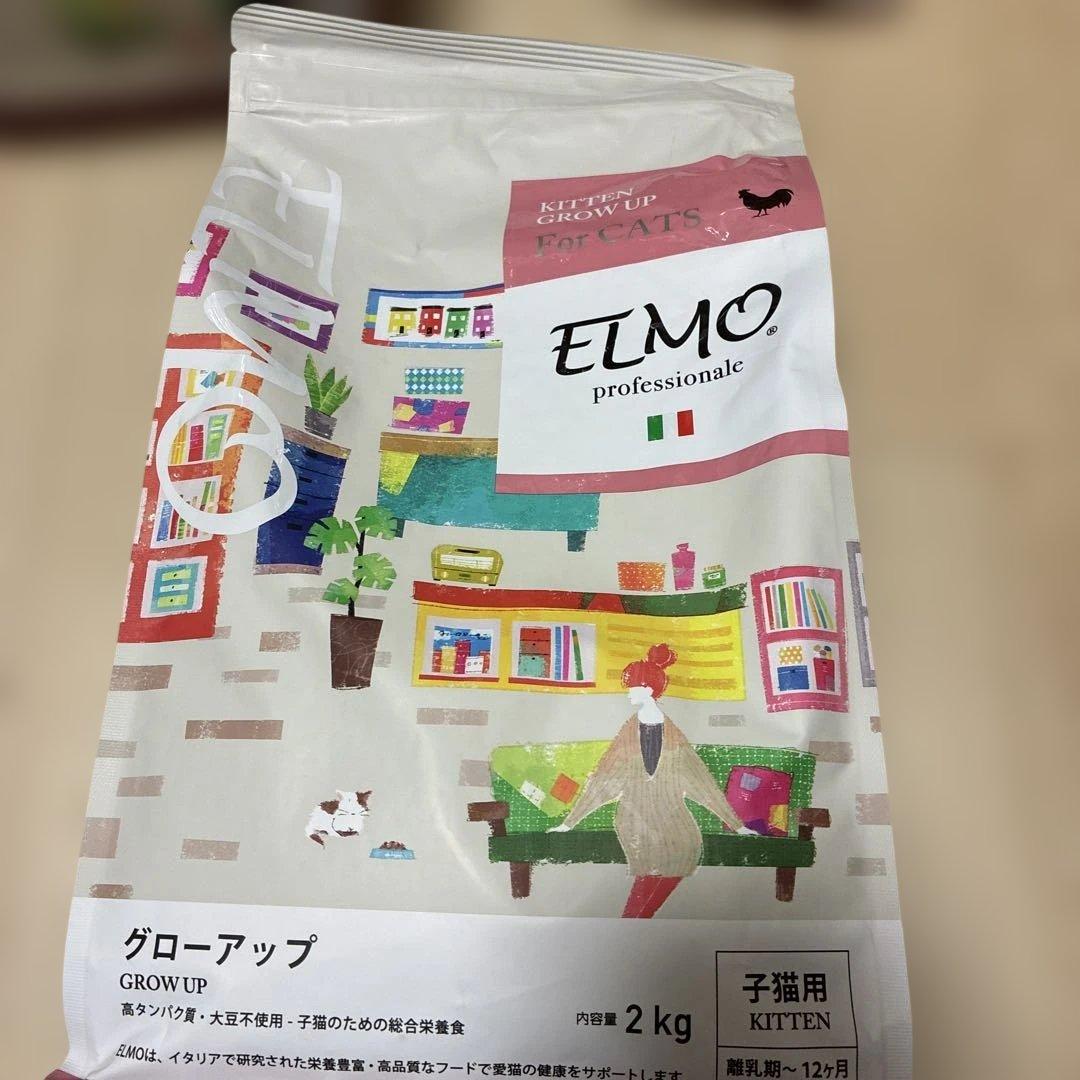 ELMO
KITTEN
GROW UP
For CATS
ELMO®
professionale
グローアップ
GROW UP
高タンパク質・大豆不使用 - 子猫のための総合栄養食
内容量 2 kg
子猫用
KITTEN
離乳期～12ヶ月
ELMOは、イタリアで研究された栄養豊富・高品質なフードで愛猫の健康をサポートします